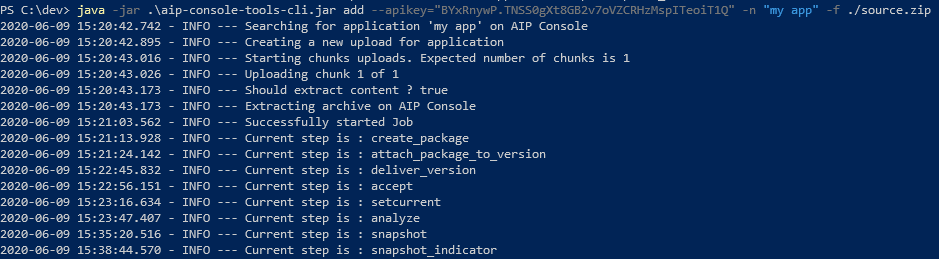 PS C:\dev> java -jar .\aip-console-tools-cli.jar add --apikey="BYxRnywP.TNSS0gXt8GB2v7oVZCRHzMspITeoiT1Q" -n "my app" -f ./source.zip
2020-06-09 15:20:42.742 - INFO --- Searching for application 'my app' on AIP Console
2020-06-09 15:20:42.895 - INFO --- Creating a new upload for application
2020-06-09 15:20:43.016 - INFO --- Starting chunks uploads. Expected number of chunks is 1
2020-06-09 15:20:43.026 - INFO --- Uploading chunk 1 of 1
2020-06-09 15:20:43.173 - INFO --- Should extract content ? true
2020-06-09 15:20:43.173 - INFO --- Extracting archive on AIP Console
2020-06-09 15:21:03.562 - INFO --- Successfully started Job
2020-06-09 15:21:13.928 - INFO --- Current step is : create_package
2020-06-09 15:21:24.142 - INFO --- Current step is : attach_package_to_version
2020-06-09 15:22:45.832 - INFO --- Current step is : deliver_version
2020-06-09 15:22:56.151 - INFO --- Current step is : accept
2020-06-09 15:23:16.634 - INFO --- Current step is : setcurrent
2020-06-09 15:23:47.407 - INFO --- Current step is : analyze
2020-06-09 15:35:20.516 - INFO --- Current step is : snapshot
2020-06-09 15:38:44.570 - INFO --- Current step is : snapshot_indicator